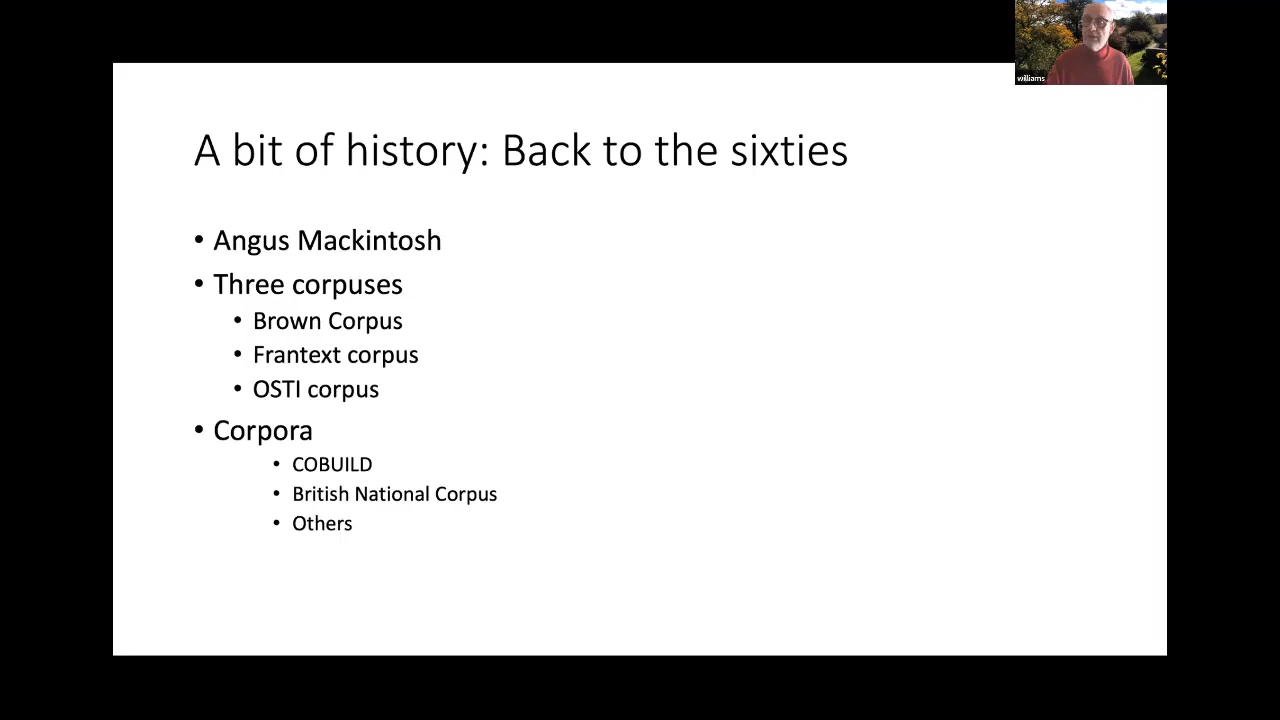 williams
A bit of history: Back to the sixties
• Angus Mackintosh
• Three corpuses
• Brown Corpus
• Frantext corpus
• OSTI corpus
• Corpora
• COBUILD
• British National Corpus
• Others